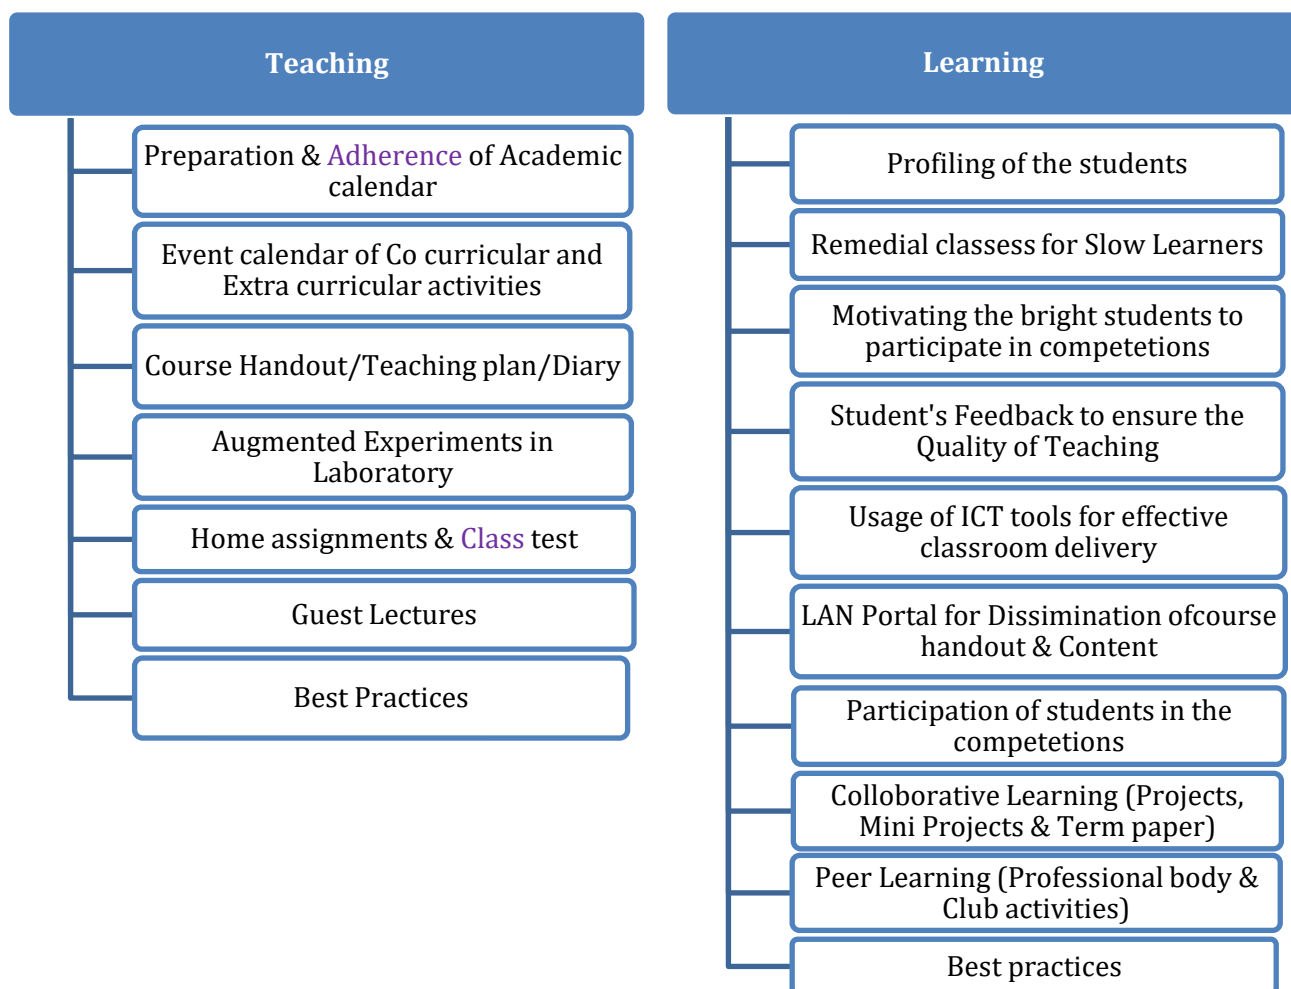 Teaching
Preparation & Adherence of Academic
calendar
Event calendar of Co curricular and
Extra curricular activities
Course Handout/Teaching plan/Diary
Augmented Experiments in
Laboratory
Home assignments & Class test
Guest Lectures
Best Practices
Learning
Profiling of the students
Remedial classess for Slow Learners
Motivating the bright students to
participate in competetions
Student's Feedback to ensure the
Quality of Teaching
Usage of ICT tools for effective
classroom delivery
LAN Portal for Dissimination ofcourse
handout & Content
Participation of students in the
competetions
Colloborative Learning (Projects,
Mini Projects & Term paper)
Peer Learning (Professional body &
Club activities)
Best practices